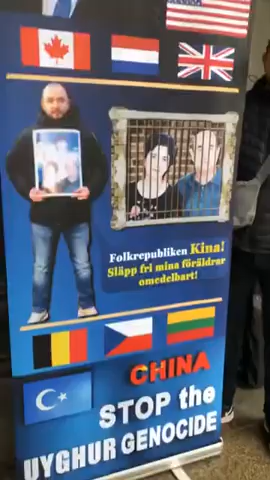 Folkrepubliken Kina!
Släpp fri mina föräldrar
omedelbart!
CHINA
STOP the
UYGHUR GENOCIDE